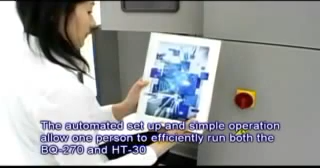 The automated set up and simple operation
allow one person to efficiently run both the
BQ-270 and HT-30